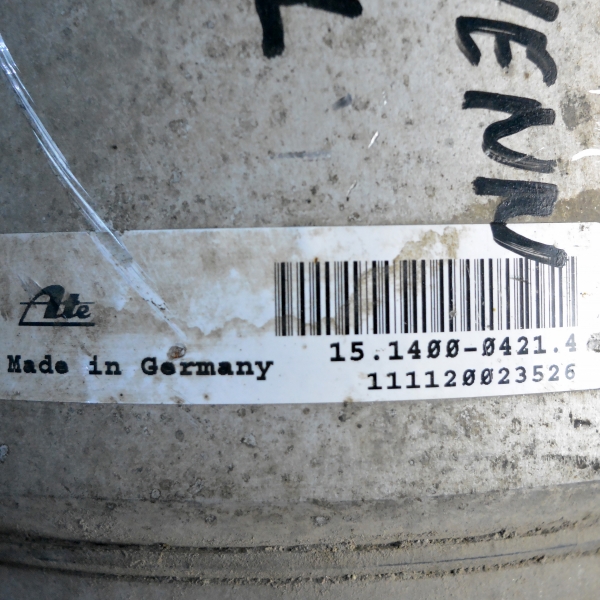 Ate
15.1400-0421.4
Made in Germany
111120023526